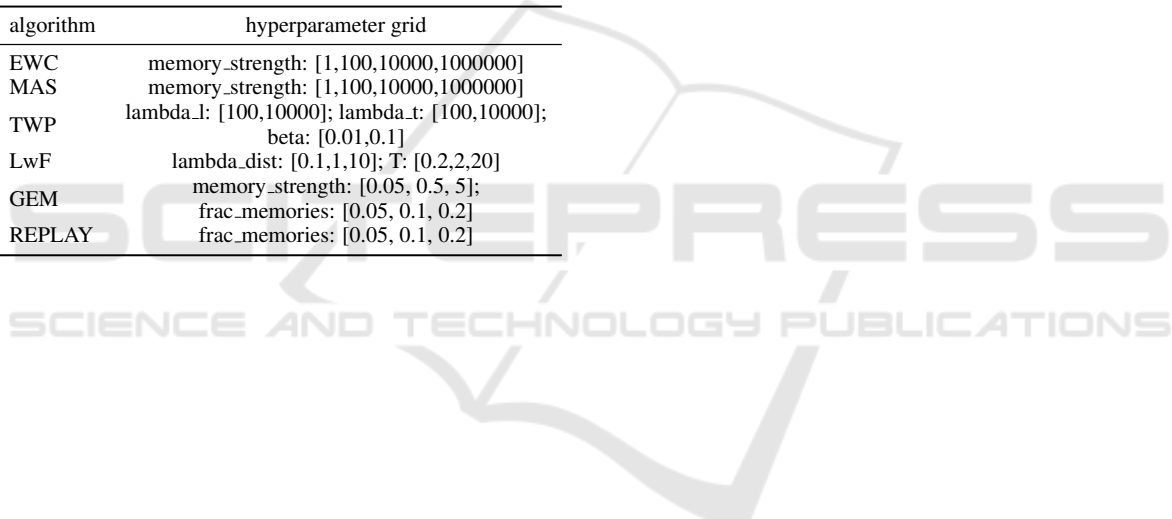 algorithm hyperparameter grid
EWC memory_strength: [1,100,10000,1000000]
MAS memory_strength: [1,100,10000,1000000]
TWP lambda_l: [100,10000]; lambda_t: [100,10000];
beta: [0.01,0.1]
LwF lambda_dist: [0.1,1,10]; T: [0.2,2,20]
GEM memory_strength: [0.05, 0.5, 5];
frac_memories: [0.05, 0.1, 0.2]
REPLAY frac_memories: [0.05, 0.1, 0.2]
SCITEPRESS
SCIENCE AND TECHNOLOGY PUBLICATIONS